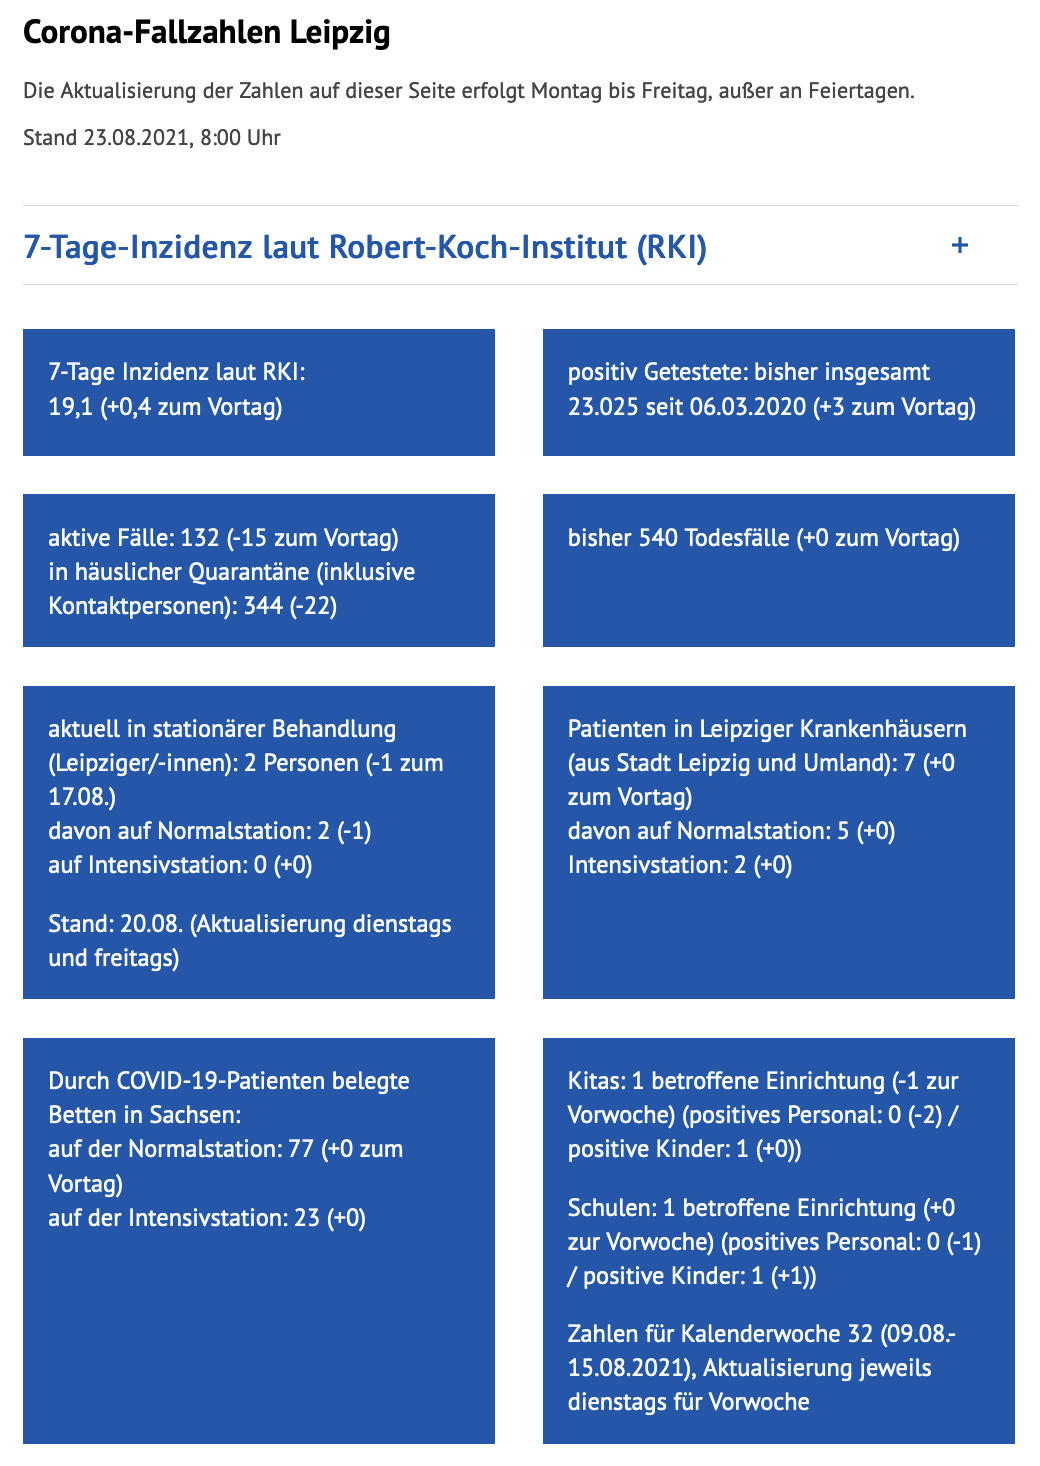 Corona-Fallzahlen Leipzig
Die Aktualisierung der Zahlen auf dieser Seite erfolgt Montag bis Freitag, außer an Feiertagen.
Stand 23.08.2021, 8:00 Uhr
7-Tage-Inzidenz laut Robert-Koch-Institut (RKI)
+
7-Tage Inzidenz laut RKI:
19,1 (+0,4 zum Vortag)
positiv Getestete: bisher insgesamt
23.025 seit 06.03.2020 (+3 zum Vortag)
aktive Fälle: 132 (-15 zum Vortag)
in häuslicher Quarantäne (inklusive
Kontaktpersonen): 344 (-22)
bisher 540 Todesfälle (+0 zum Vortag)
aktuell in stationärer Behandlung
(Leipziger/-innen): 2 Personen (-1 zum
17.08.)
davon auf Normalstation: 2 (-1)
auf Intensivstation: 0 (+0)
Stand: 20.08. (Aktualisierung dienstags
und freitags)
Patienten in Leipziger Krankenhäusern
(aus Stadt Leipzig und Umland): 7 (+0
zum Vortag)
davon auf Normalstation: 5 (+0)
Intensivstation: 2 (+0)
Durch COVID-19-Patienten belegte
Betten in Sachsen:
auf der Normalstation: 77 (+0 zum
Vortag)
auf der Intensivstation: 23 (+0)
Kitas: 1 betroffene Einrichtung (-1 zur
Vorwoche) (positives Personal: 0 (-2) /
positive Kinder: 1 (+0))
Schulen: 1 betroffene Einrichtung (+0
zur Vorwoche) (positives Personal: 0 (-1)
/ positive Kinder: 1 (+1))
Zahlen für Kalenderwoche 32 (09.08.-
15.08.2021), Aktualisierung jeweils
dienstags für Vorwoche